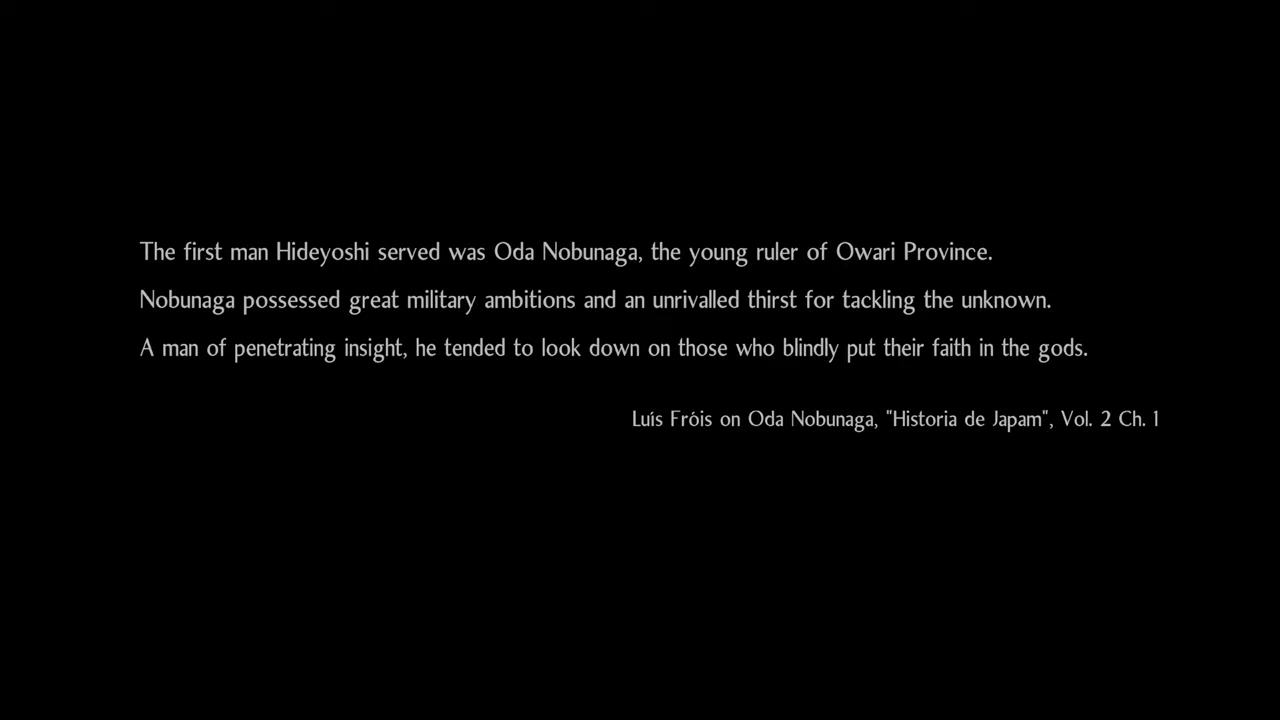 The first man Hideyoshi served was Oda Nobunaga, the young ruler of Owari Province.
Nobunaga possessed great military ambitions and an unrivalled thirst for tackling the unknown.
A man of penetrating insight, he tended to look down on those who blindly put their faith in the gods.
Luís Fróis on Oda Nobunaga, "Historia de Japam", Vol. 2 Ch. 1